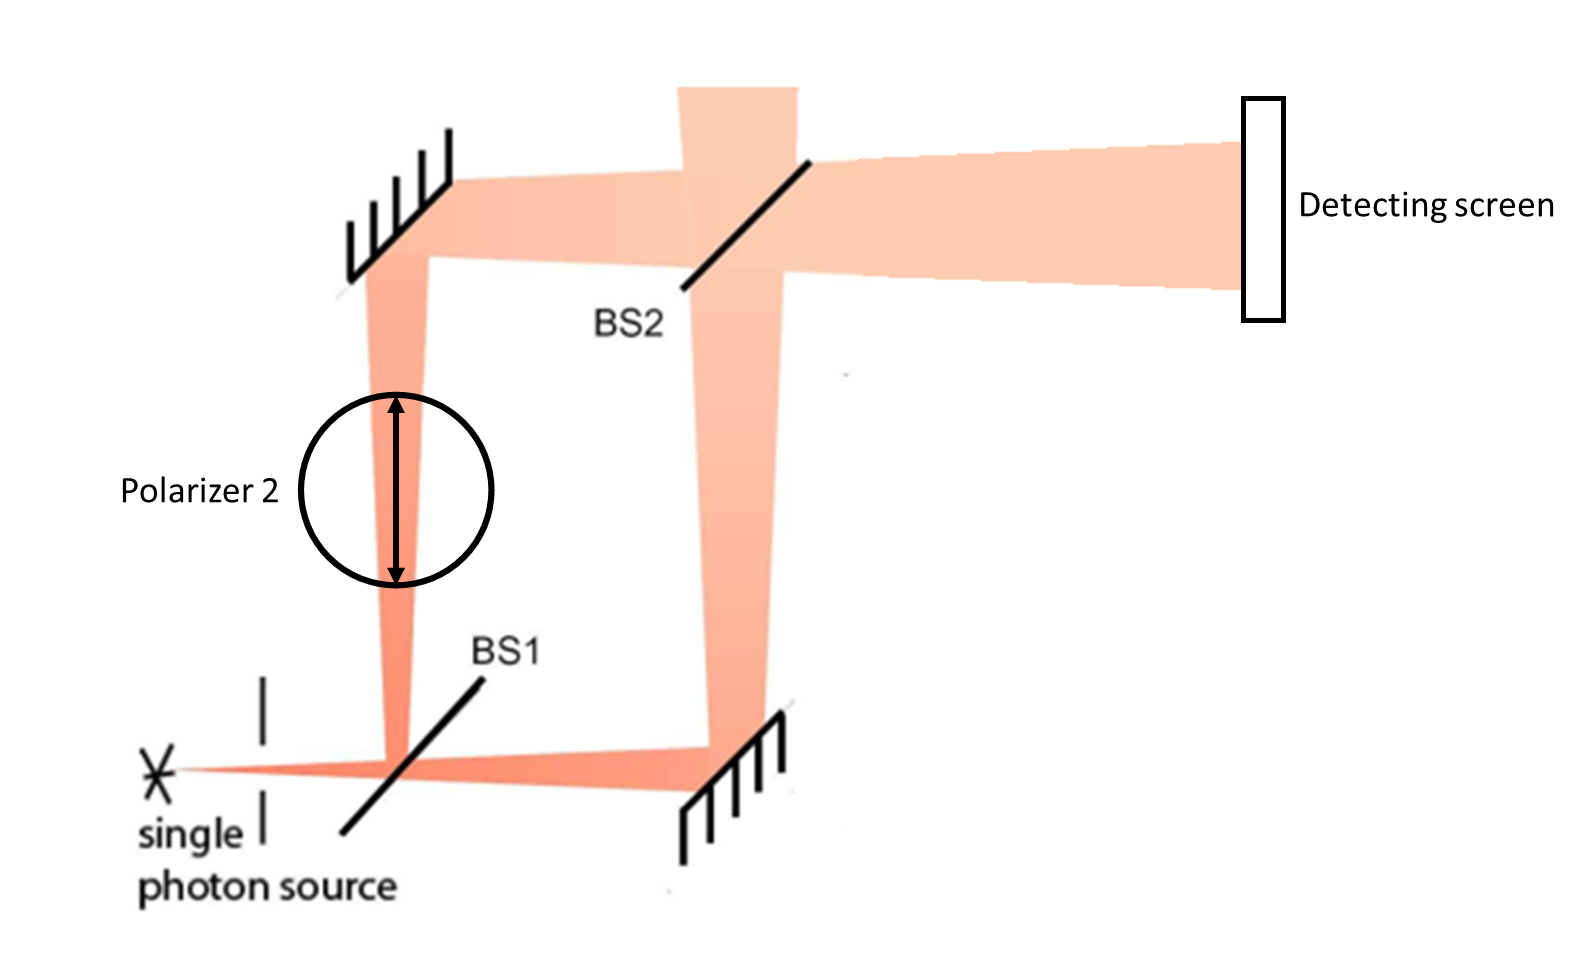 Detecting screen
BS2
Polarizer 2
BS1
single
photon source